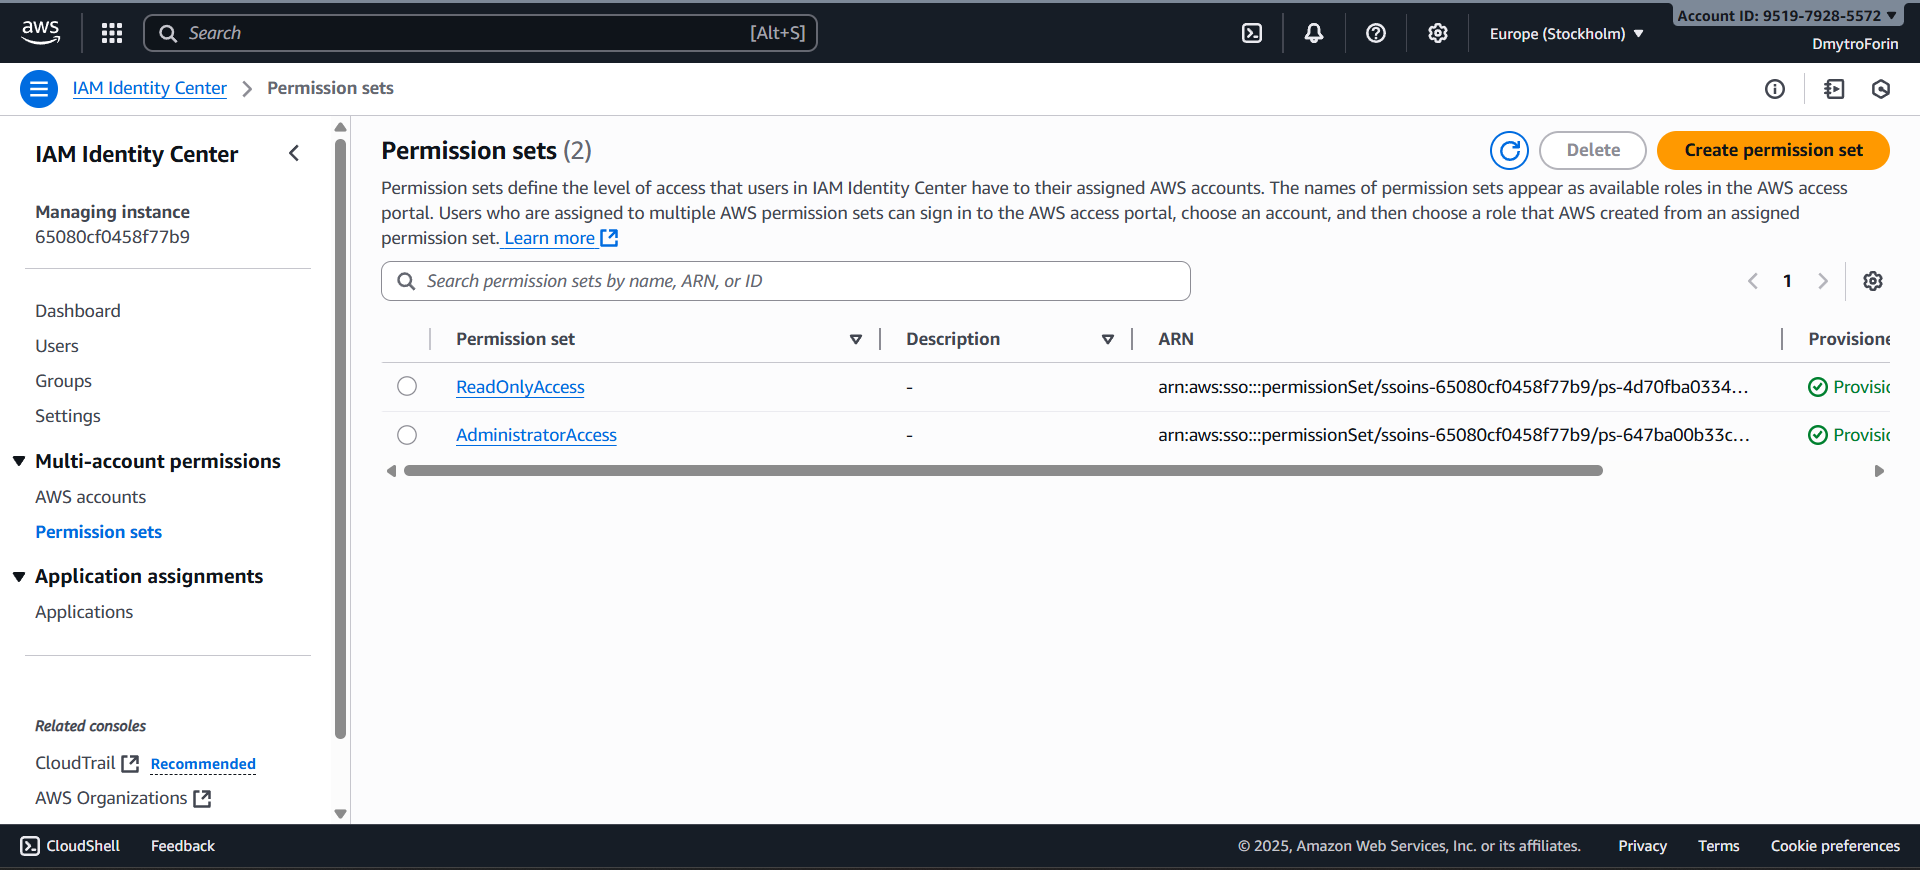 aws
Search
[Alt+S]
Europe (Stockholm)
Account ID: 9519-7928-5572
DmytroForin
IAM Identity Center
Permission sets
IAM Identity Center
Managing instance
65080cf0458f77b9
Dashboard
Users
Groups
Settings
Multi-account permissions
AWS accounts
Permission sets
Application assignments
Applications
Related consoles
CloudTrail Recommended
AWS Organizations
Permission sets (2)
Delete
Create permission set
Permission sets define the level of access that users in IAM Identity Center have to their assigned AWS accounts. The names of permission sets appear as available roles in the AWS access
portal. Users who are assigned to multiple AWS permission sets can sign in to the AWS access portal, choose an account, and then choose a role that AWS created from an assigned
permission set. Learn more
Search permission sets by name, ARN, or ID
1
Permission set Description ARN Provisione
ReadOnlyAccess - arn:aws:sso:::permissionSet/ssoins-65080cf0458f77b9/ps-4d70fba0334... Provisic
AdministratorAccess - arn:aws:sso:::permissionSet/ssoins-65080cf0458f77b9/ps-647ba00b33c... Provisic
CloudShell Feedback © 2025, Amazon Web Services, Inc. or its affiliates. Privacy Terms Cookie preferences